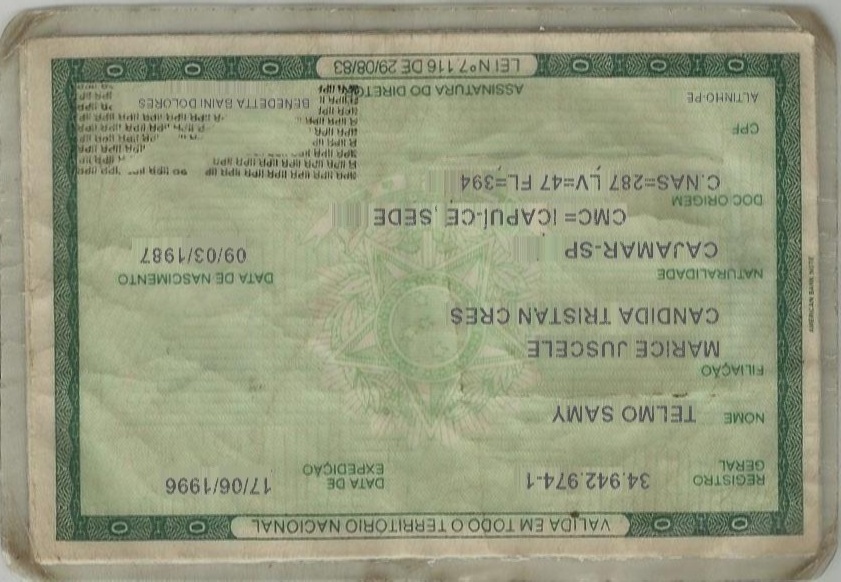 VALIDA EM TODO O TERRITORIO NACIONAL
REGISTRO GERAL 34.942.974-1 DATA DE EXPEDIÇÃO 17/06/1996
NOME TELMO SAMY
FILIAÇÃO
MARICE JUSCELE
CANDIDA TRISTAN CRES
NATURALIDADE DATA DE NASCIMENTO
CAJAMAR-SP 09/03/1987
CMC= ICAPUÍ-CE, SEDE
DOC ORIGEM
C.NAS=287 LV=47 FL=394
CPF
ALTINHO-PE BENEDETTA BAINI DOLORES
ASSINATURA DO DIRETOR
LEI Nº 7.116 DE 29/08/83
AMERICAN BANK NOTE